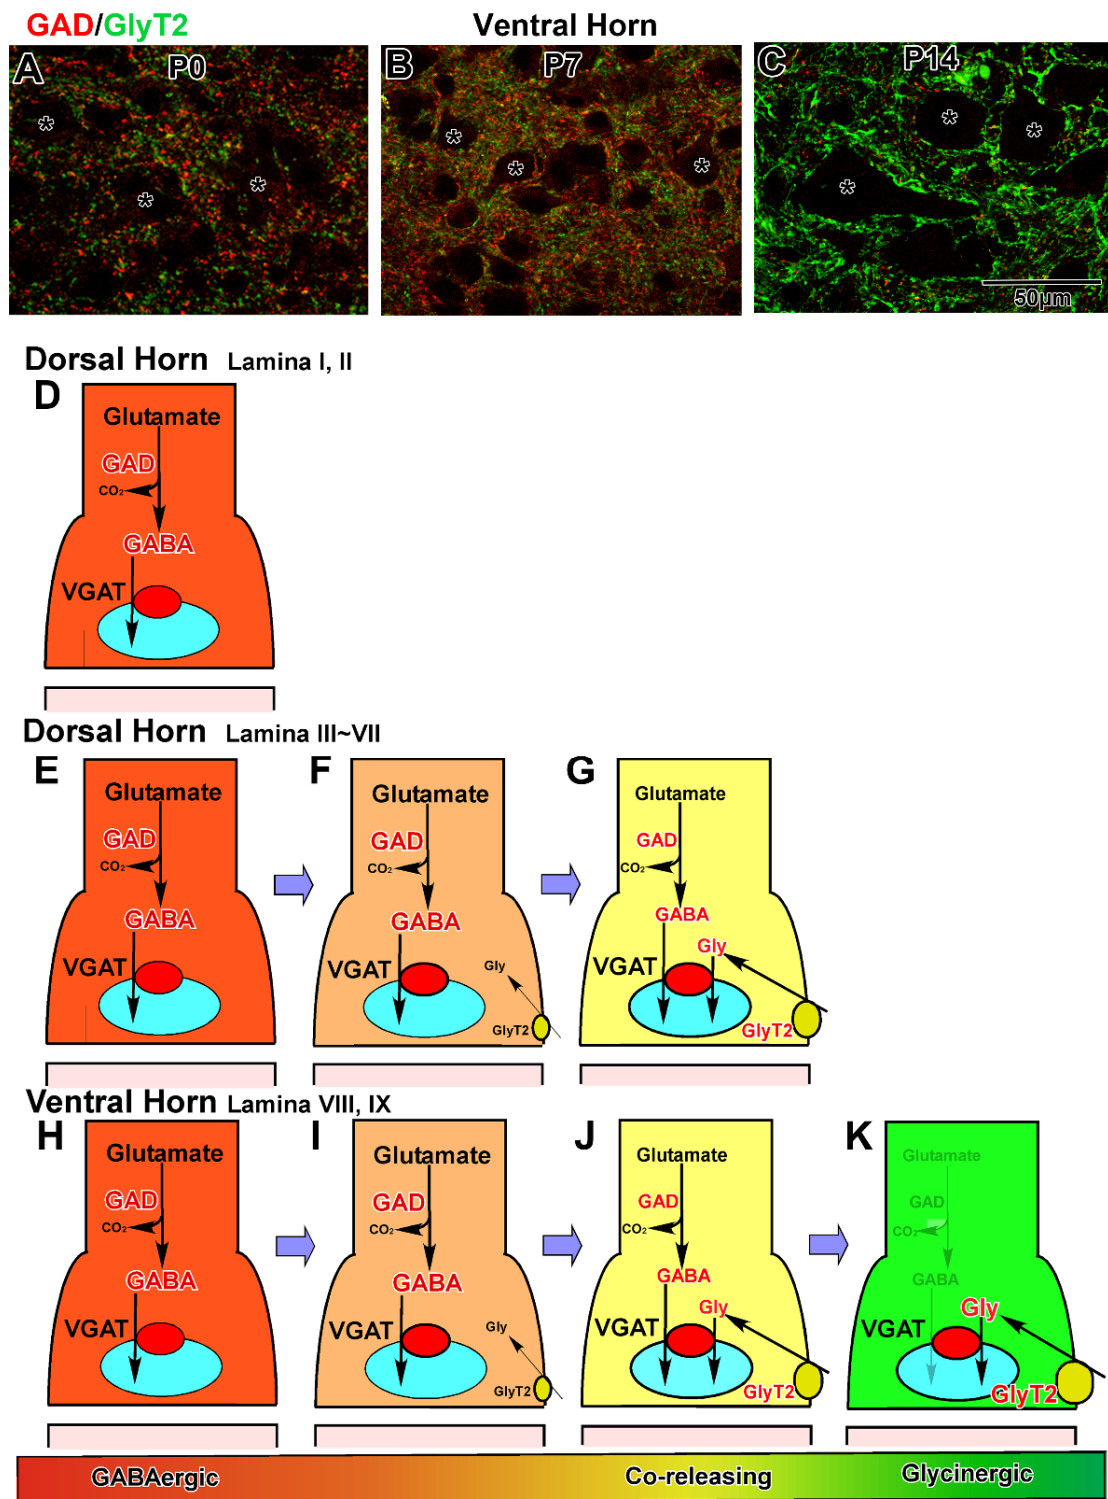 GAD/GlyT2 Ventral Horn
A P0 B P7 C P14
* * * * * * * * *
50µm
Dorsal Horn Lamina I, II
D
Glutamate
GAD
CO₂
GABA
VGAT
Dorsal Horn Lamina III~VII
E F G
Glutamate Glutamate Glutamate
GAD GAD GAD
CO₂ CO₂ CO₂
GABA GABA GABA
Gly
VGAT VGAT Gly VGAT
GlyT2 GlyT2
Ventral Horn Lamina VIII, IX
H I J K
Glutamate Glutamate Glutamate Glutamate
GAD GAD GAD GAD
CO₂ CO₂ CO₂ CO₂
GABA GABA GABA GABA
Gly Gly
VGAT VGAT Gly VGAT VGAT
GlyT2 GlyT2 GlyT2
GABAergic Co-releasing Glycinergic